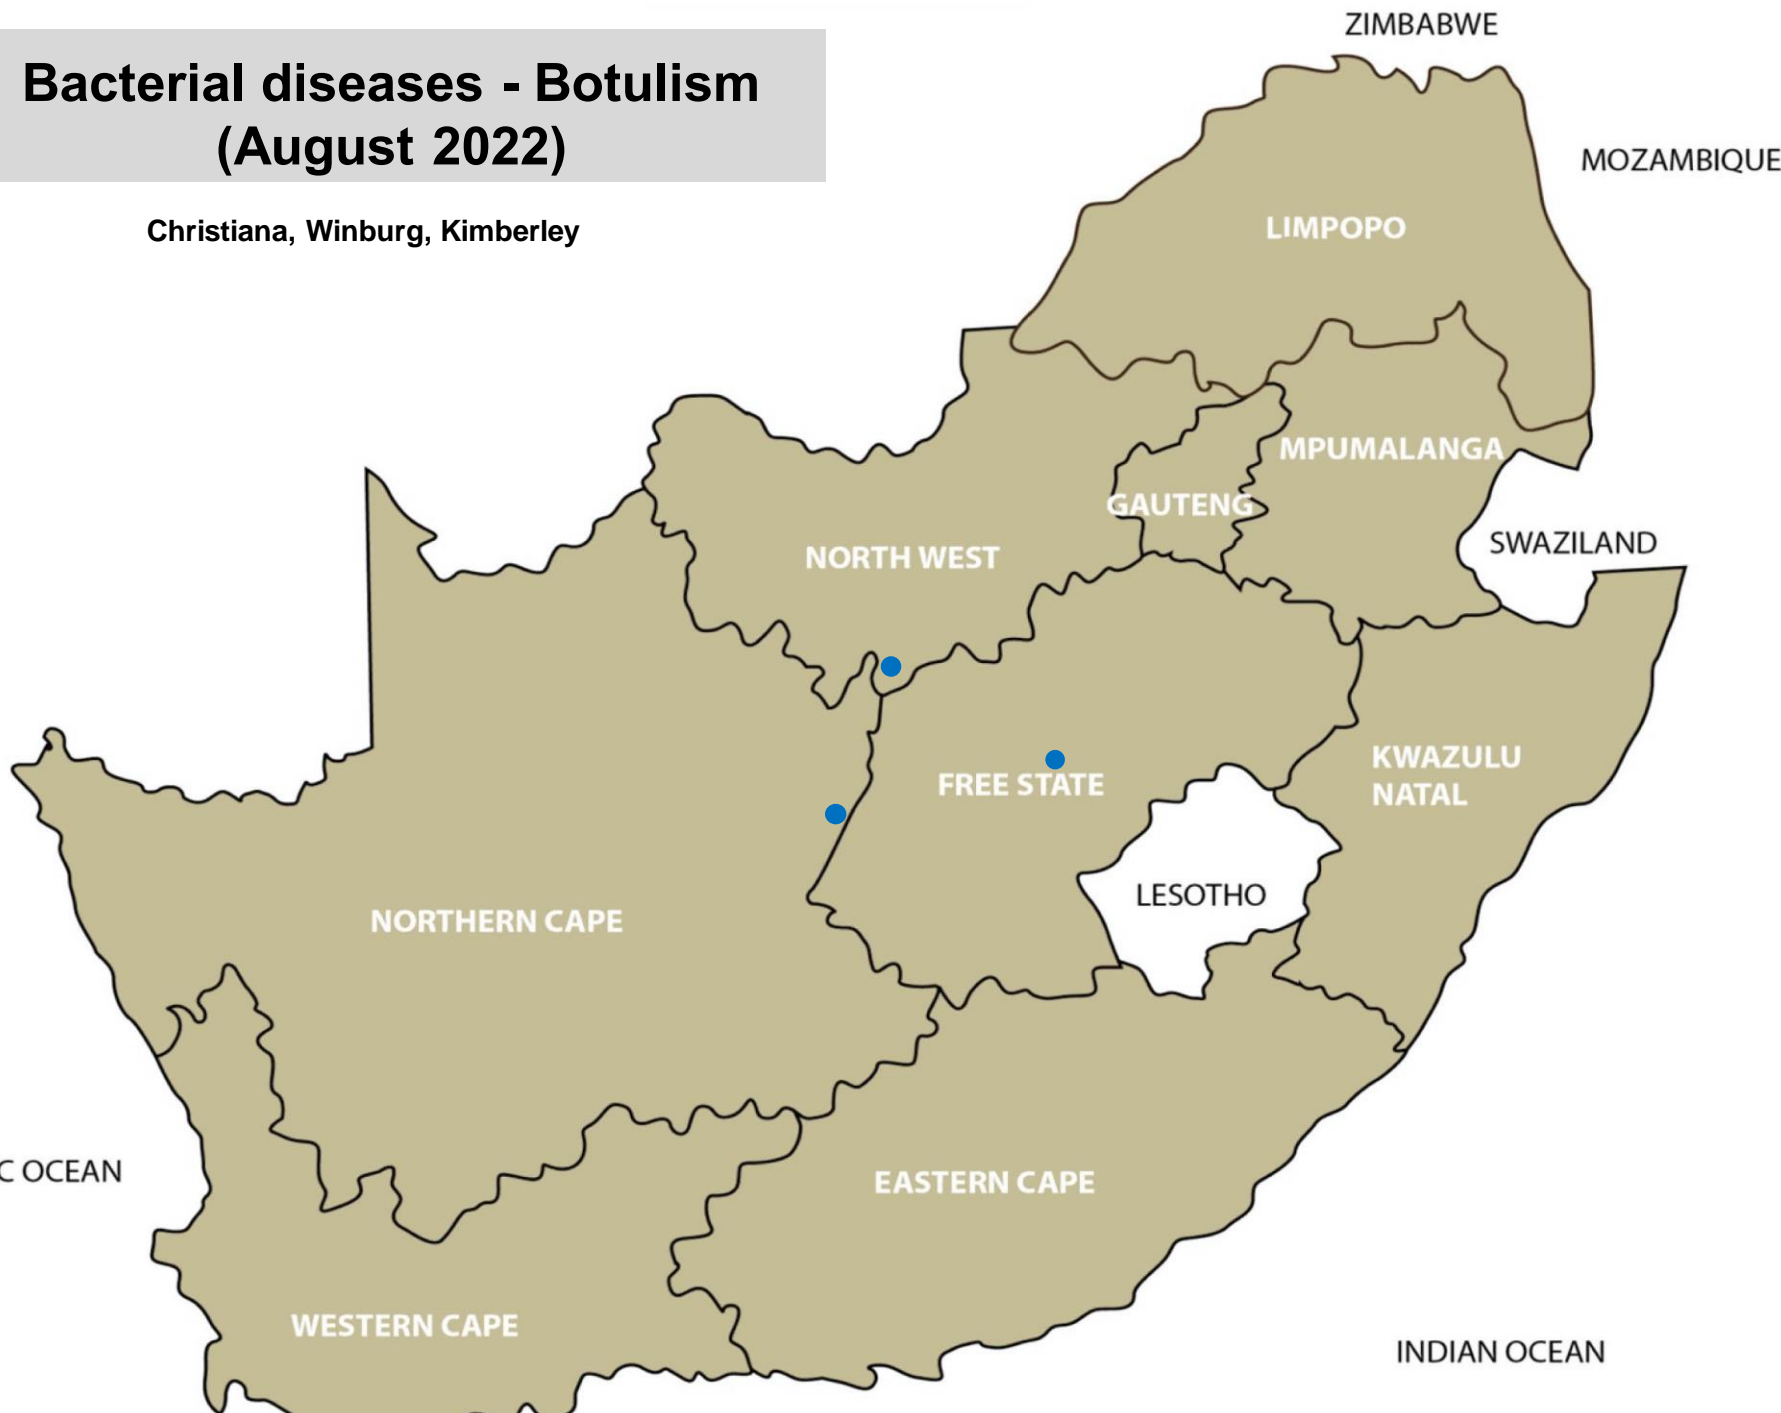 Bacterial diseases - Botulism
(August 2022)
Christiana, Winburg, Kimberley
ZIMBABWE
MOZAMBIQUE
LIMPOPO
MPUMALANGA
GAUTENG
SWAZILAND
NORTH WEST
KWAZULU
NATAL
FREE STATE
LESOTHO
NORTHERN CAPE
C OCEAN
EASTERN CAPE
WESTERN CAPE
INDIAN OCEAN